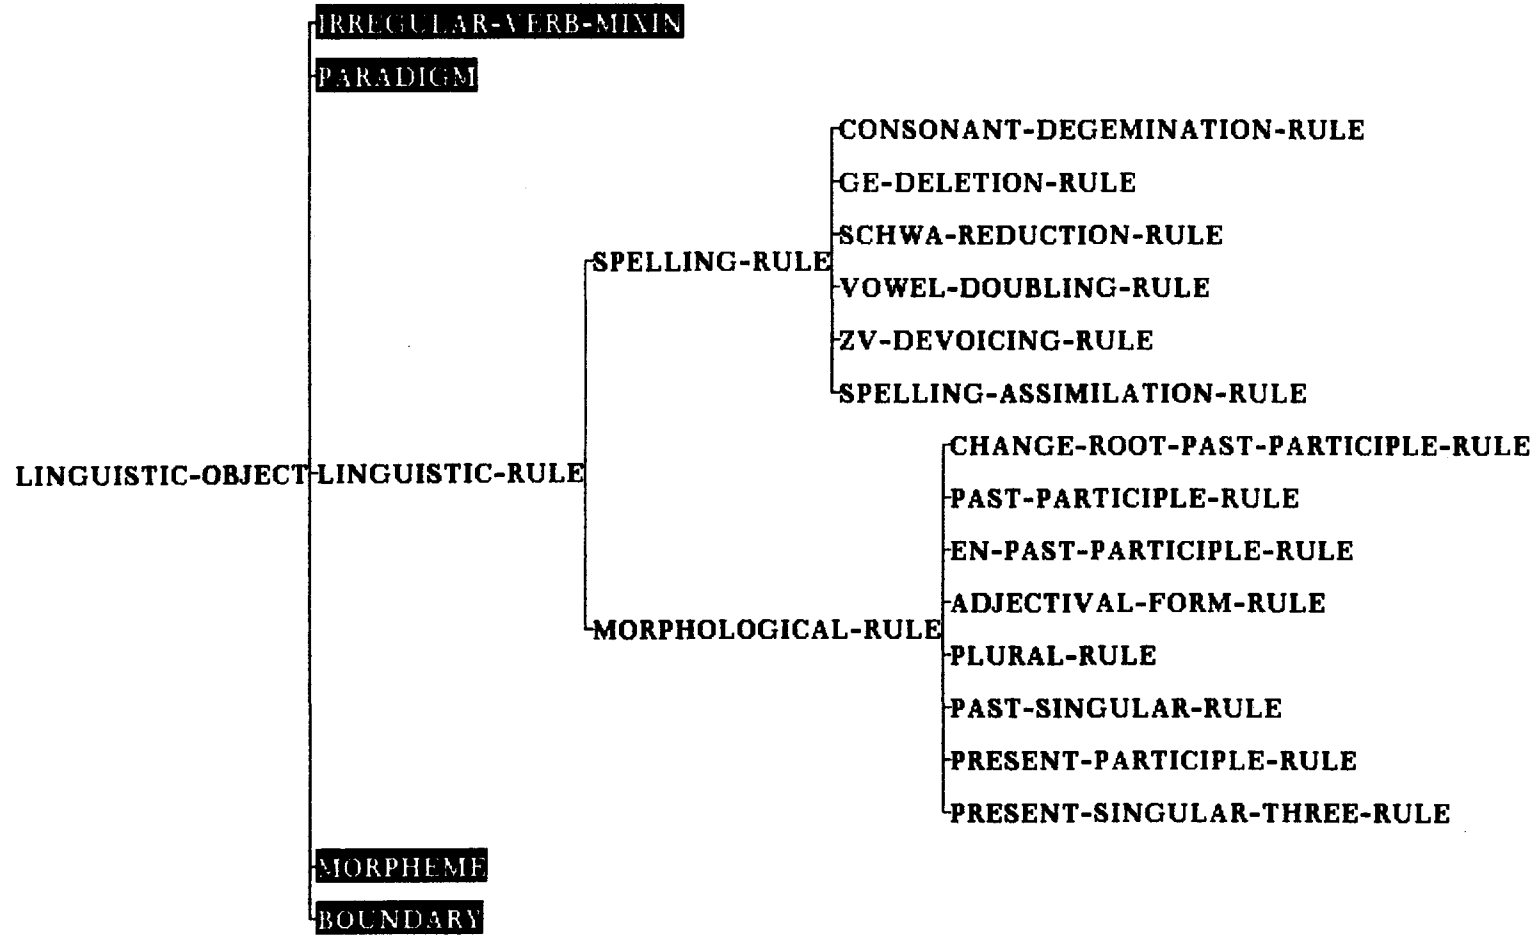 IRREGULAR-VERB-MIXIN
PARADIGM
CONSONANT-DEGEMINATION-RULE
GE-DELETION-RULE
SCHWA-REDUCTION-RULE
SPELLING-RULE
VOWEL-DOUBLING-RULE
ZV-DEVOICING-RULE
SPELLING-ASSIMILATION-RULE
CHANGE-ROOT-PAST-PARTICIPLE-RULE
LINGUISTIC-OBJECT LINGUISTIC-RULE
PAST-PARTICIPLE-RULE
EN-PAST-PARTICIPLE-RULE
ADJECTIVAL-FORM-RULE
MORPHOLOGICAL-RULE
PLURAL-RULE
PAST-SINGULAR-RULE
PRESENT-PARTICIPLE-RULE
PRESENT-SINGULAR-THREE-RULE
MORPHEME
BOUNDARY